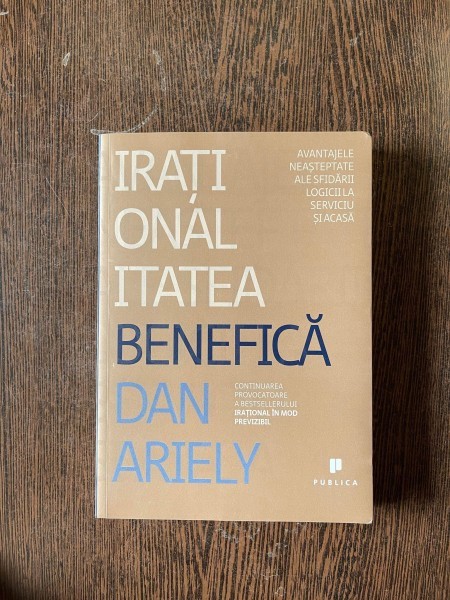 IRAȚI
ONAL
ITATEA
BENEFICĂ
DAN
ARIELY
AVANTAJELE
NEAȘTEPTATE
ALE SFIDĂRII
LOGICII LA
SERVICIU
ȘI ACASĂ
CONTINUAREA
PROVOCATOARE
A BESTSELLERULUI
IRAȚIONAL ÎN MOD
PREVIZIBIL
PUBLICA